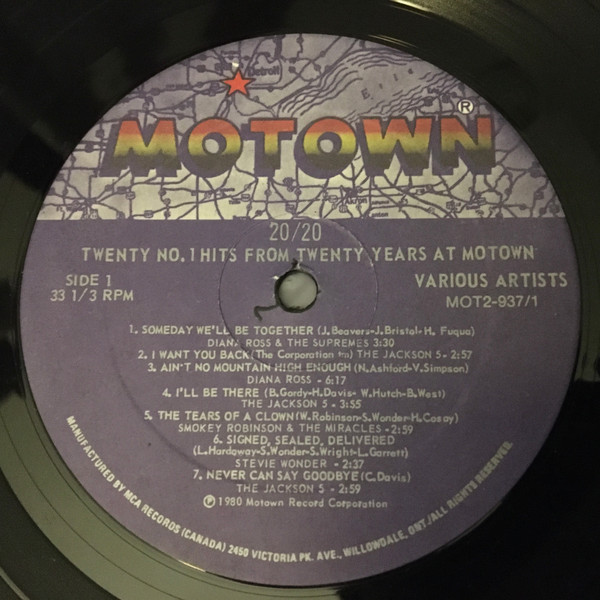 Detroit
Erie
MOTOWN®
Akron
20/20
TWENTY NO. 1 HITS FROM TWENTY YEARS AT MOTOWN
SIDE 1
33 1/3 RPM
VARIOUS ARTISTS
MOT2-937/1
1. SOMEDAY WE'LL BE TOGETHER (J. Beavers-J. Bristol-H. Fuqua)
DIANA ROSS & THE SUPREMES 3:30
2. I WANT YOU BACK (The Corporation tm) THE JACKSON 5 - 2:57
3. AIN'T NO MOUNTAIN HIGH ENOUGH (N.Ashford-V.Simpson)
DIANA ROSS - 6:17
4. I'LL BE THERE (B.Gordy-H.Davis- W.Hutch-B.West)
THE JACKSON 5 - 3:55
5. THE TEARS OF A CLOWN (W.Robinson-S.Wonder-H.Cosby)
SMOKEY ROBINSON & THE MIRACLES - 2:59
6. SIGNED, SEALED, DELIVERED
(L.Hardaway-S.Wonder-S.Wright-L.Garrett)
STEVIE WONDER - 2:37
7. NEVER CAN SAY GOODBYE (C.Davis)
THE JACKSON 5 - 2:59
℗ 1980 Motown Record Corporation
MANUFACTURED BY MCA RECORDS (CANADA) 2450 VICTORIA PK. AVE., WILLOWDALE, ONT./ALL RIGHTS RESERVED